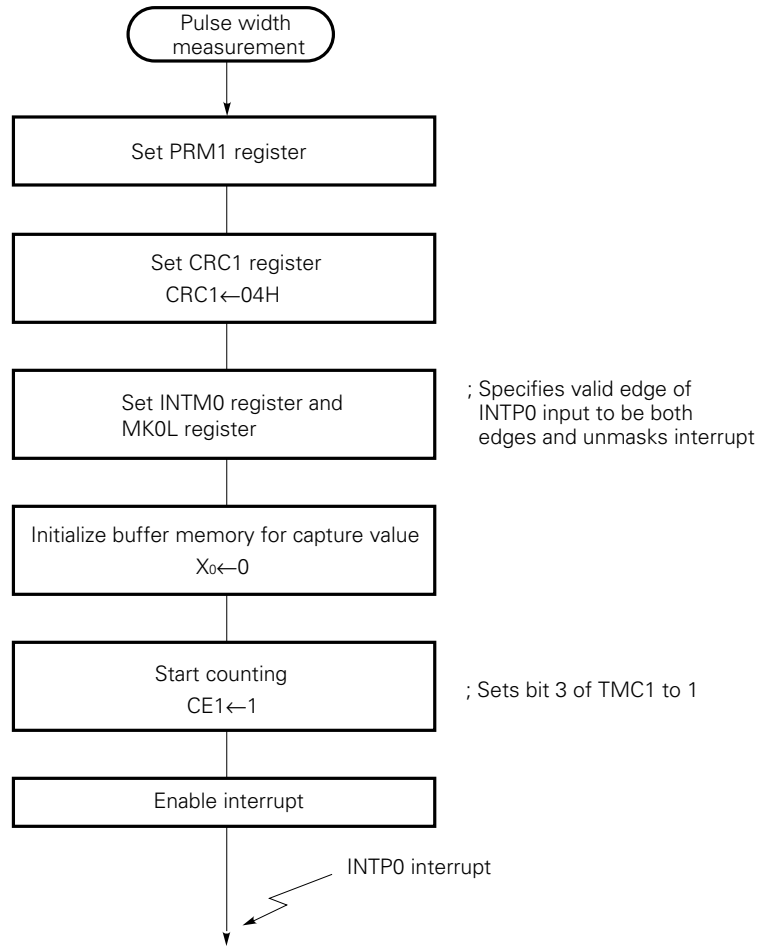 Pulse width
measurement
Set PRM1 register
Set CRC1 register
CRC1←04H
Set INTM0 register and
MK0L register
; Specifies valid edge of
INTP0 input to be both
edges and unmasks interrupt
Initialize buffer memory for capture value
X0←0
Start counting
CE1←1
; Sets bit 3 of TMC1 to 1
Enable interrupt
INTP0 interrupt